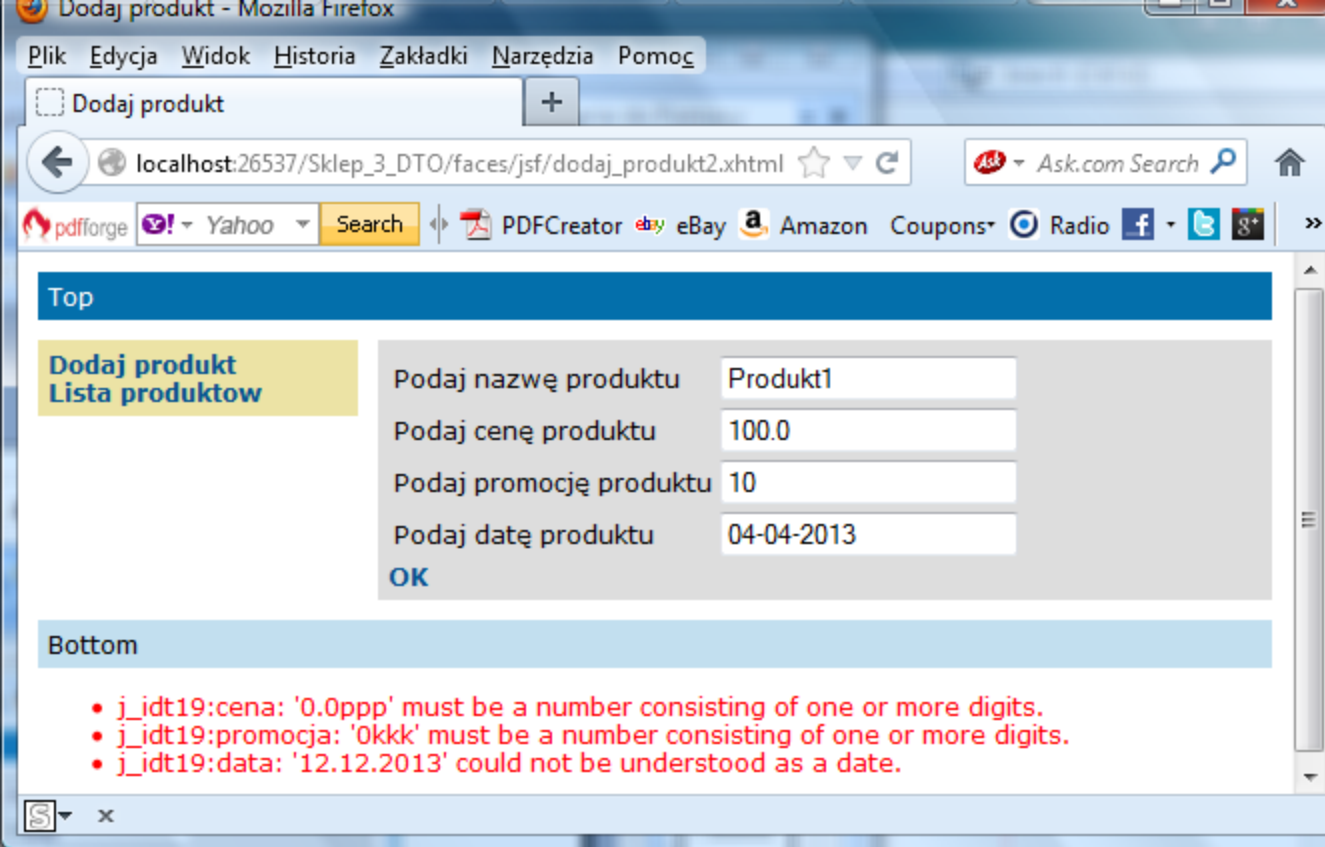 Dodaj produkt - Mozilla Firefox
Plik Edycja Widok Historia Zakładki Narzędzia Pomoc
Dodaj produkt +
localhost:26537/Sklep_3_DTO/faces/jsf/dodaj_produkt2.xhtml Ask Ask.com Search
pdfforge Y! Yahoo Search PDFCreator ebay eBay a Amazon Coupons Radio f g+ »
Top
Dodaj produkt
Lista produktow
Podaj nazwę produktu Produkt1
Podaj cenę produktu 100.0
Podaj promocję produktu 10
Podaj datę produktu 04-04-2013
OK
Bottom
• j_idt19:cena: '0.0ppp' must be a number consisting of one or more digits.
• j_idt19:promocja: '0kkk' must be a number consisting of one or more digits.
• j_idt19:data: '12.12.2013' could not be understood as a date.
S x